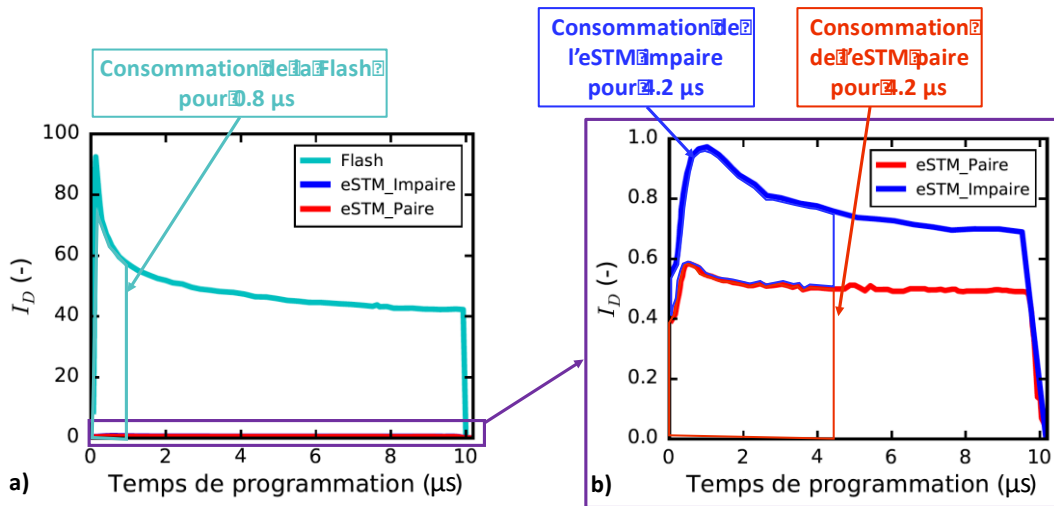 Consommation de la Flash
pour 0.8 µs
Consommation de
l'eSTM impaire
pour 4.2 µs
Consommation
de l'eSTM paire
pour 4.2 µs
100
80
60
40
20
0
I_D (-)
Flash
eSTM_Impaire
eSTM_Paire
0 2 4 6 8 10
Temps de programmation (µs)
a)
1.0
0.8
0.6
0.4
0.2
0.0
I_D (-)
eSTM_Paire
eSTM_Impaire
0 2 4 6 8 10
Temps de programmation (µs)
b)